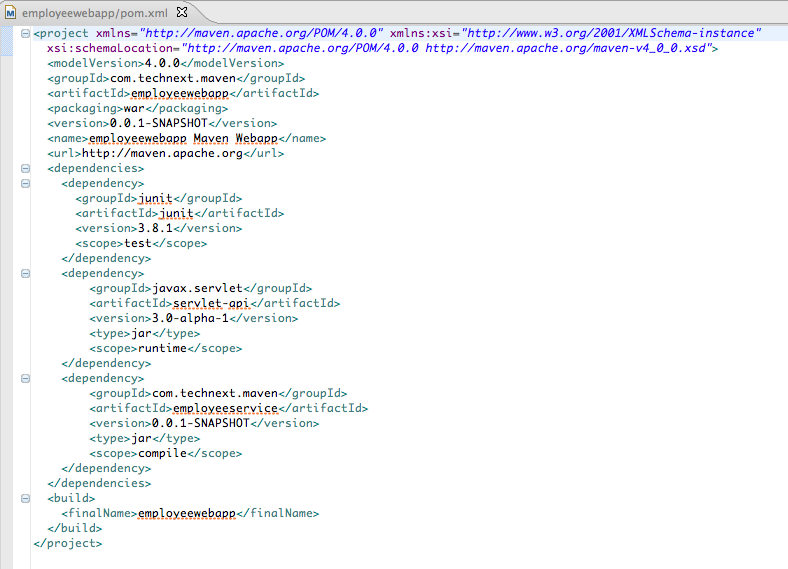 employeewebapp/pom.xml
<project xmlns="http://maven.apache.org/POM/4.0.0" xmlns:xsi="http://www.w3.org/2001/XMLSchema-instance"
xsi:schemaLocation="http://maven.apache.org/POM/4.0.0 http://maven.apache.org/maven-v4_0_0.xsd">
<modelVersion>4.0.0</modelVersion>
<groupId>com.technext.maven</groupId>
<artifactId>employeewebapp</artifactId>
<packaging>war</packaging>
<version>0.0.1-SNAPSHOT</version>
<name>employeewebapp Maven Webapp</name>
<url>http://maven.apache.org</url>
<dependencies>
<dependency>
<groupId>junit</groupId>
<artifactId>junit</artifactId>
<version>3.8.1</version>
<scope>test</scope>
</dependency>
<dependency>
<groupId>javax.servlet</groupId>
<artifactId>servlet-api</artifactId>
<version>3.0-alpha-1</version>
<type>jar</type>
<scope>runtime</scope>
</dependency>
<dependency>
<groupId>com.technext.maven</groupId>
<artifactId>employeeservice</artifactId>
<version>0.0.1-SNAPSHOT</version>
<type>jar</type>
<scope>compile</scope>
</dependency>
</dependencies>
<build>
<finalName>employeewebapp</finalName>
</build>
</project>